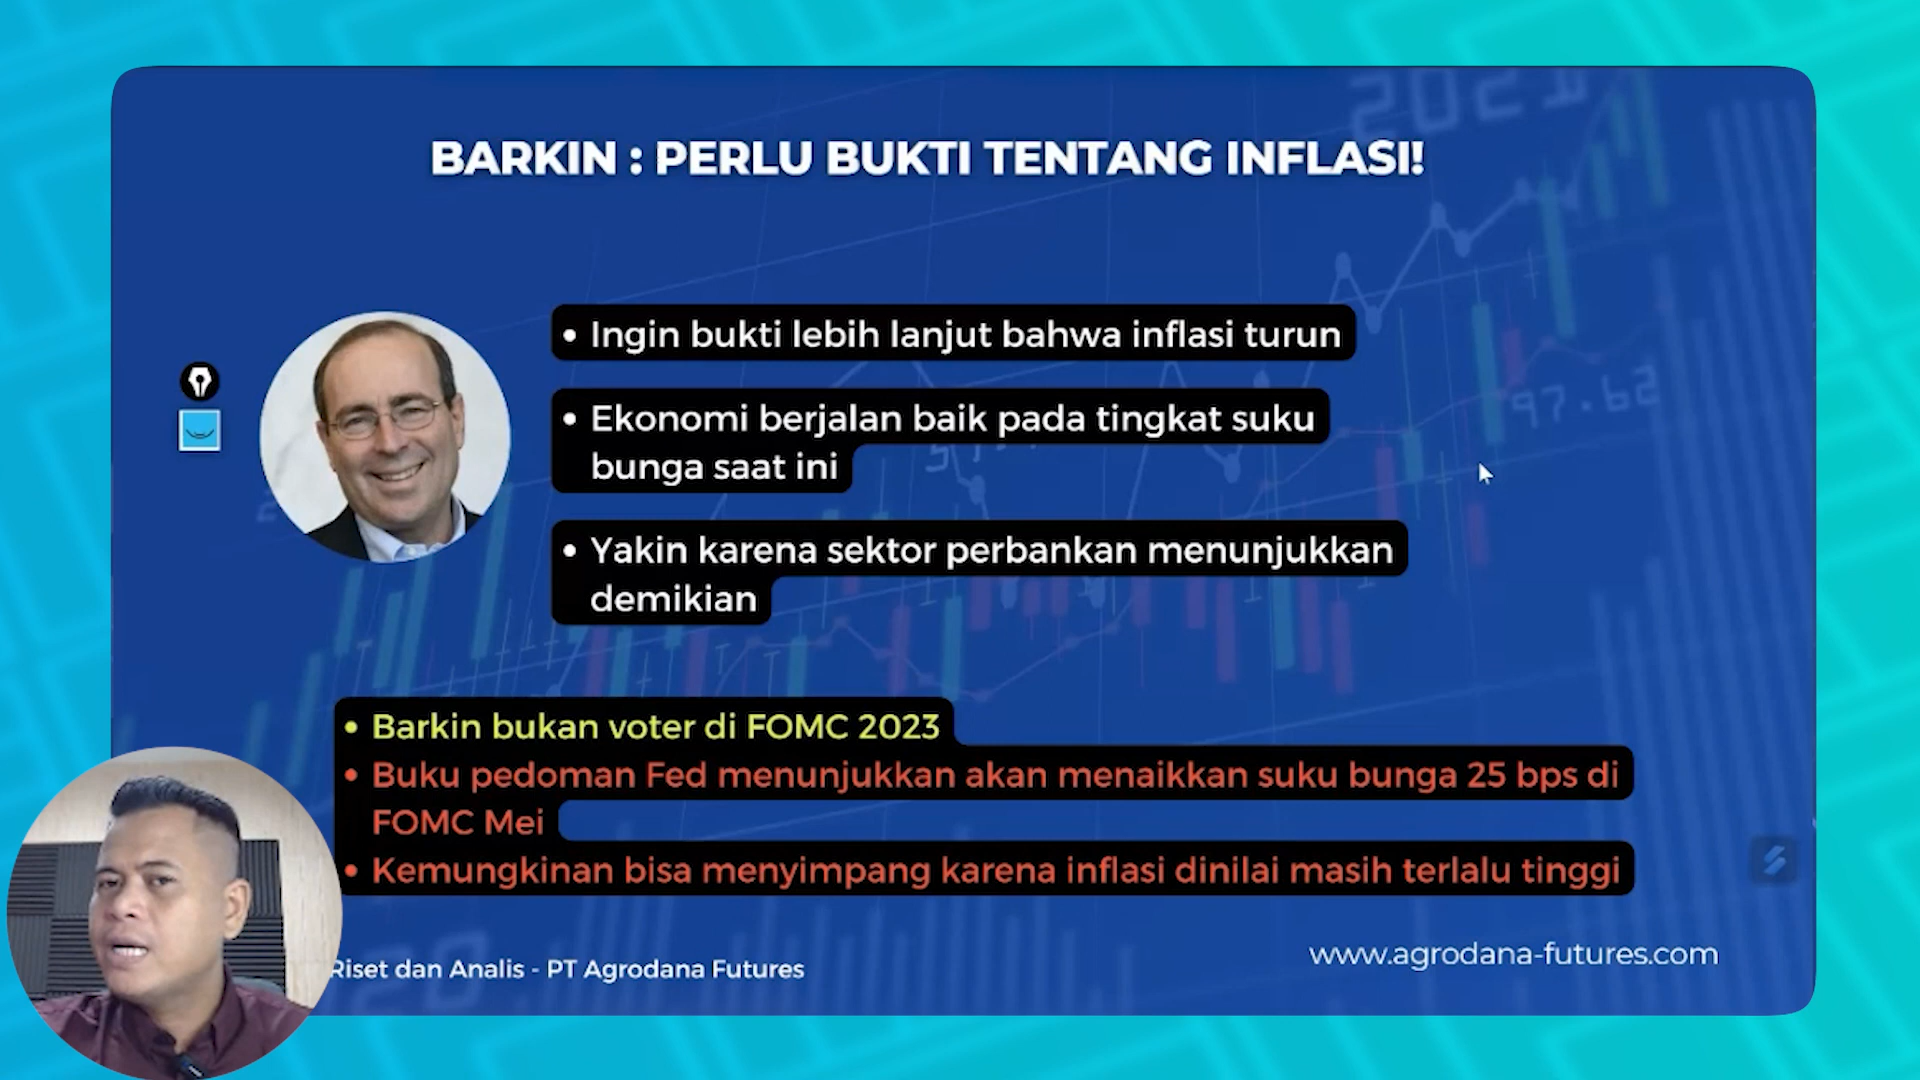 BARKIN : PERLU BUKTI TENTANG INFLASI!
2021
• Ingin bukti lebih lanjut bahwa inflasi turun
• Ekonomi berjalan baik pada tingkat suku
bunga saat ini
97.62
• Yakin karena sektor perbankan menunjukkan
demikian
• Barkin bukan voter di FOMC 2023
• Buku pedoman Fed menunjukkan akan menaikkan suku bunga 25 bps di
FOMC Mei
• Kemungkinan bisa menyimpang karena inflasi dinilai masih terlalu tinggi
Riset dan Analis - PT Agrodana Futures
www.agrodana-futures.com